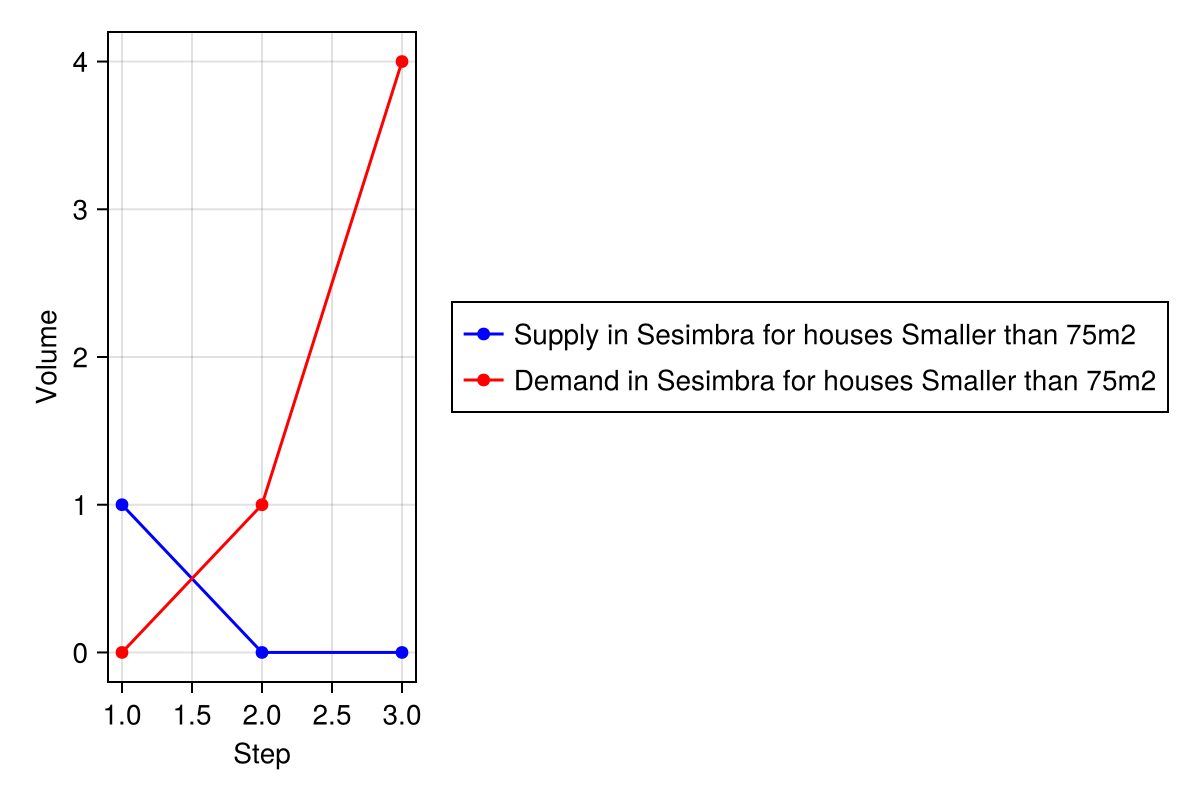 4
3
2
1
0
Volume
1.0 1.5 2.0 2.5 3.0
Step
Supply in Sesimbra for houses Smaller than 75m2
Demand in Sesimbra for houses Smaller than 75m2